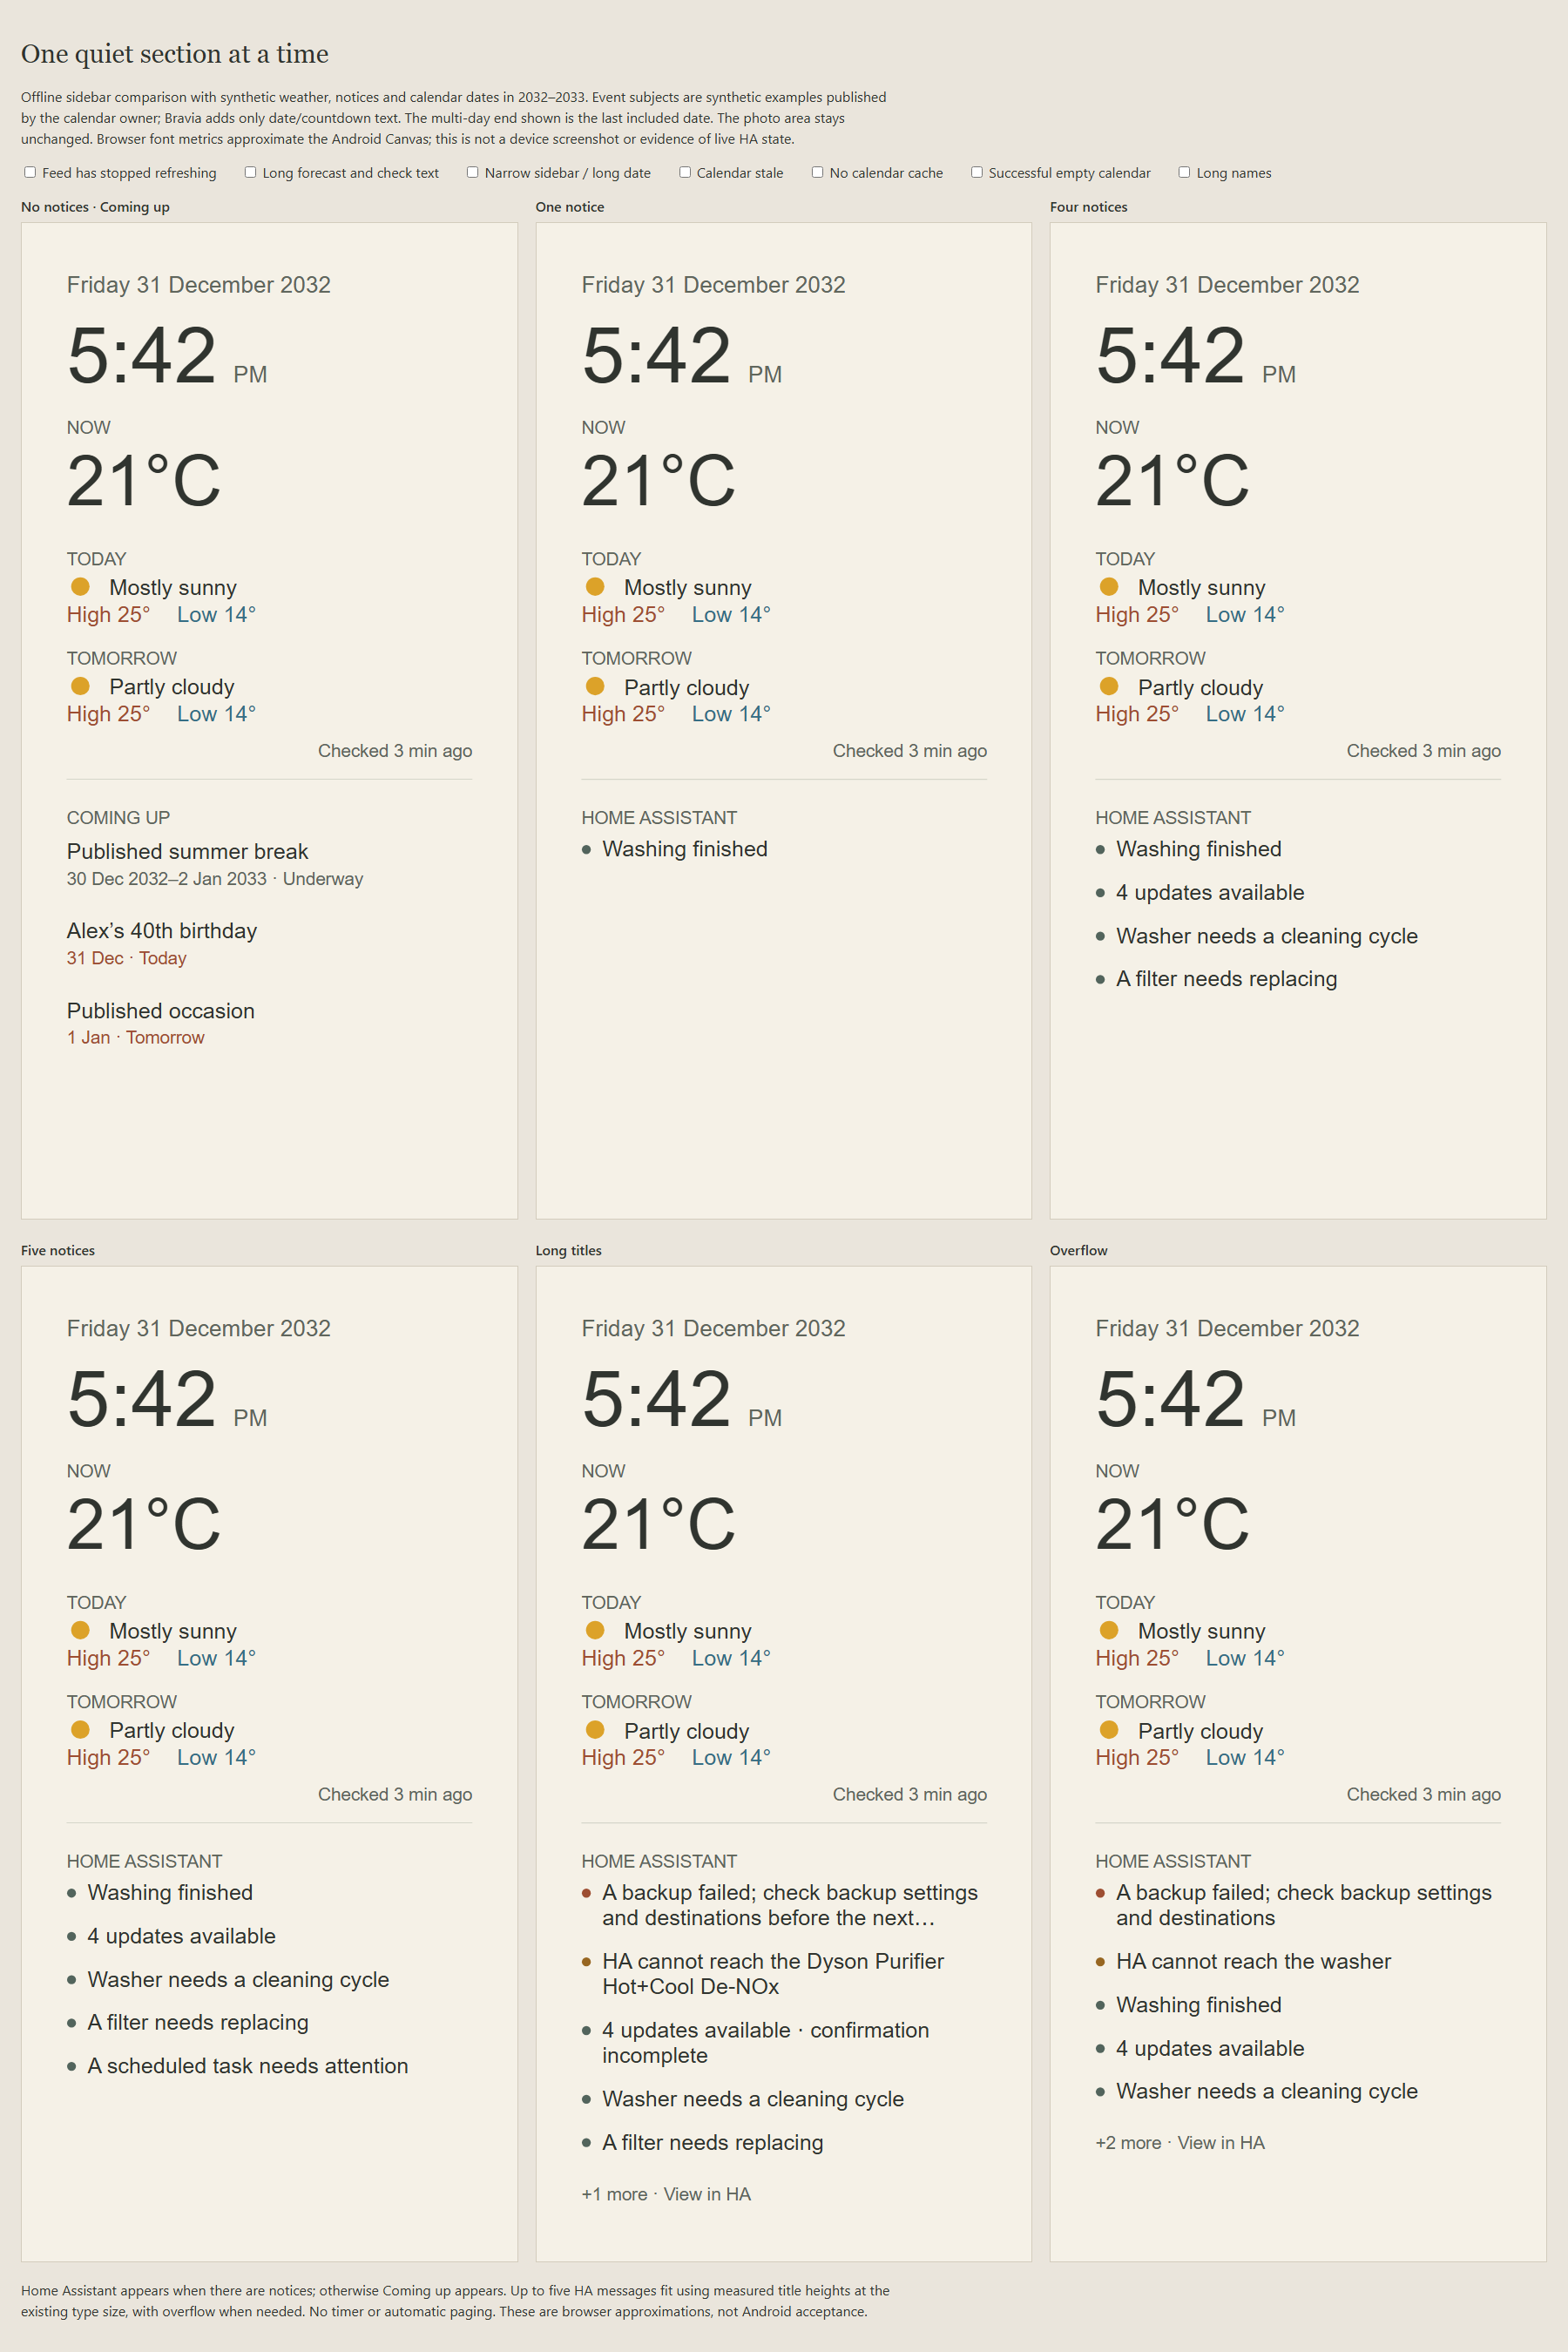 One quiet section at a time
Offline sidebar comparison with synthetic weather, notices and calendar dates in 2032–2033. Event subjects are synthetic examples published
by the calendar owner; Bravia adds only date/countdown text. The multi-day end shown is the last included date. The photo area stays
unchanged. Browser font metrics approximate the Android Canvas; this is not a device screenshot or evidence of live HA state.
Feed has stopped refreshing Long forecast and check text Narrow sidebar / long date Calendar stale No calendar cache Successful empty calendar Long names
No notices · Coming up
Friday 31 December 2032
5:42 PM
NOW
21°C
TODAY
Mostly sunny
High 25° Low 14°
TOMORROW
Partly cloudy
High 25° Low 14°
Checked 3 min ago
COMING UP
Published summer break
30 Dec 2032–2 Jan 2033 · Underway
Alex’s 40th birthday
31 Dec · Today
Published occasion
1 Jan · Tomorrow
One notice
Friday 31 December 2032
5:42 PM
NOW
21°C
TODAY
Mostly sunny
High 25° Low 14°
TOMORROW
Partly cloudy
High 25° Low 14°
Checked 3 min ago
HOME ASSISTANT
Washing finished
Four notices
Friday 31 December 2032
5:42 PM
NOW
21°C
TODAY
Mostly sunny
High 25° Low 14°
TOMORROW
Partly cloudy
High 25° Low 14°
Checked 3 min ago
HOME ASSISTANT
Washing finished
4 updates available
Washer needs a cleaning cycle
A filter needs replacing
Five notices
Friday 31 December 2032
5:42 PM
NOW
21°C
TODAY
Mostly sunny
High 25° Low 14°
TOMORROW
Partly cloudy
High 25° Low 14°
Checked 3 min ago
HOME ASSISTANT
Washing finished
4 updates available
Washer needs a cleaning cycle
A filter needs replacing
A scheduled task needs attention
Long titles
Friday 31 December 2032
5:42 PM
NOW
21°C
TODAY
Mostly sunny
High 25° Low 14°
TOMORROW
Partly cloudy
High 25° Low 14°
Checked 3 min ago
HOME ASSISTANT
A backup failed; check backup settings
and destinations before the next…
HA cannot reach the Dyson Purifier
Hot+Cool De-NOx
4 updates available · confirmation
incomplete
Washer needs a cleaning cycle
A filter needs replacing
+1 more · View in HA
Overflow
Friday 31 December 2032
5:42 PM
NOW
21°C
TODAY
Mostly sunny
High 25° Low 14°
TOMORROW
Partly cloudy
High 25° Low 14°
Checked 3 min ago
HOME ASSISTANT
A backup failed; check backup settings
and destinations
HA cannot reach the washer
Washing finished
4 updates available
Washer needs a cleaning cycle
+2 more · View in HA
Home Assistant appears when there are notices; otherwise Coming up appears. Up to five HA messages fit using measured title heights at the
existing type size, with overflow when needed. No timer or automatic paging. These are browser approximations, not Android acceptance.